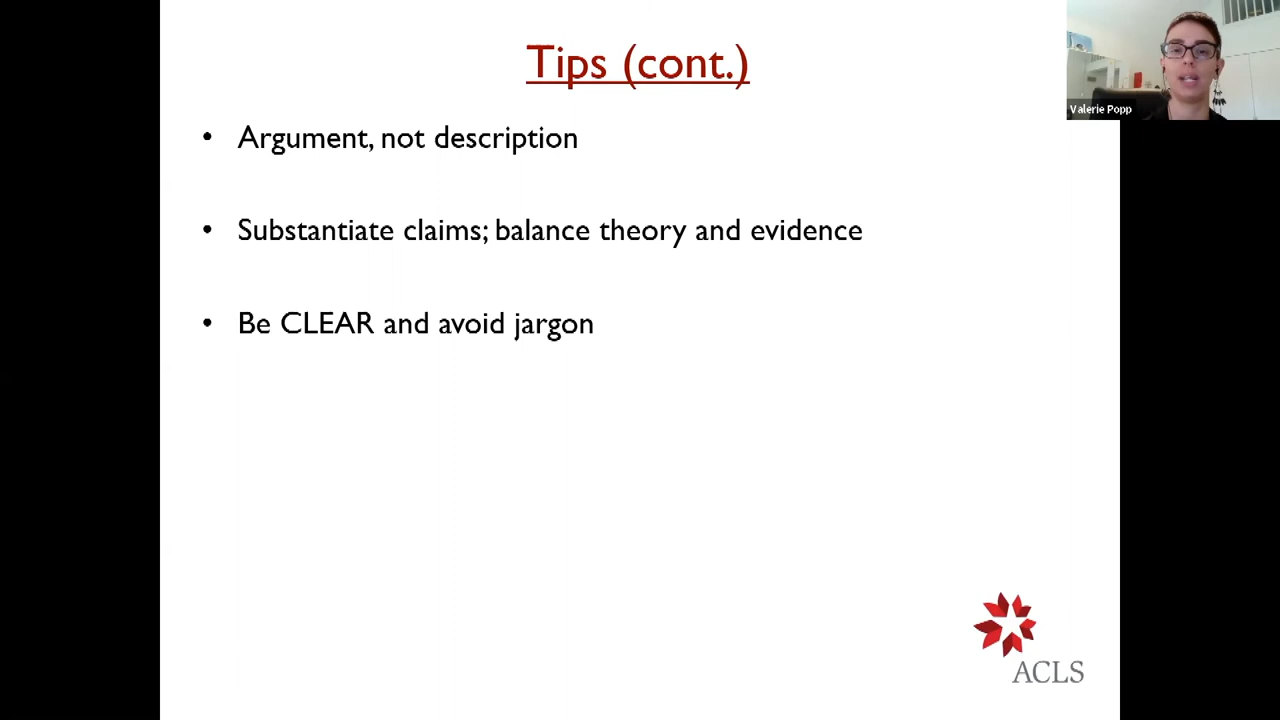 Tips (cont.)
• Argument, not description
• Substantiate claims; balance theory and evidence
• Be CLEAR and avoid jargon
Valerie Popp
ACLS